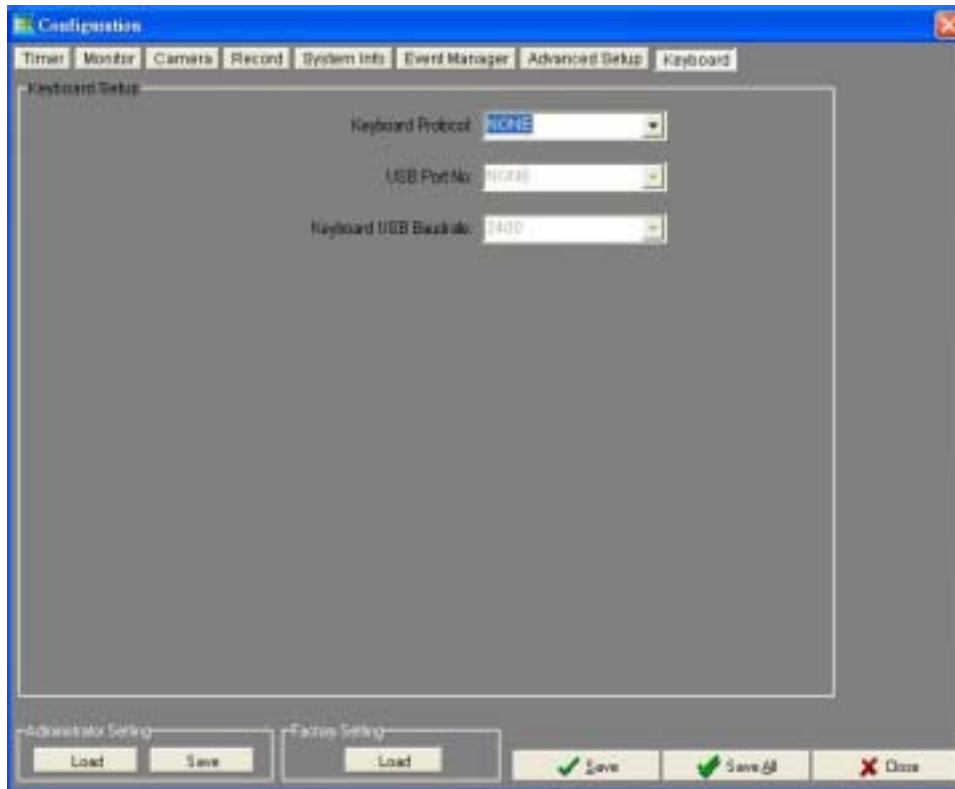 Configuration
Timer Monitor Camera Record System Info Event Manager Advanced Setup Keyboard
Keyboard Setup
Keyboard Protocol: NONE
USB Port No: NONE
Keyboard USB Baudrate: 2400
Administrator Setting
Factory Setting
Load Save Load Save Save All Close